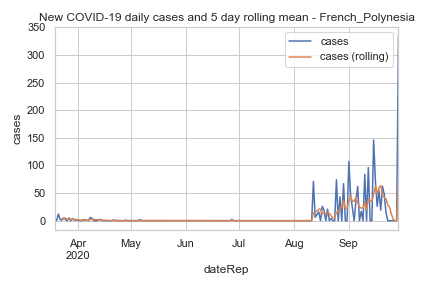 New COVID-19 daily cases and 5 day rolling mean - French_Polynesia
cases
cases (rolling)
350
300
250
200
150
100
50
0
cases
Apr
2020
May
Jun
Jul
Aug
Sep
dateRep